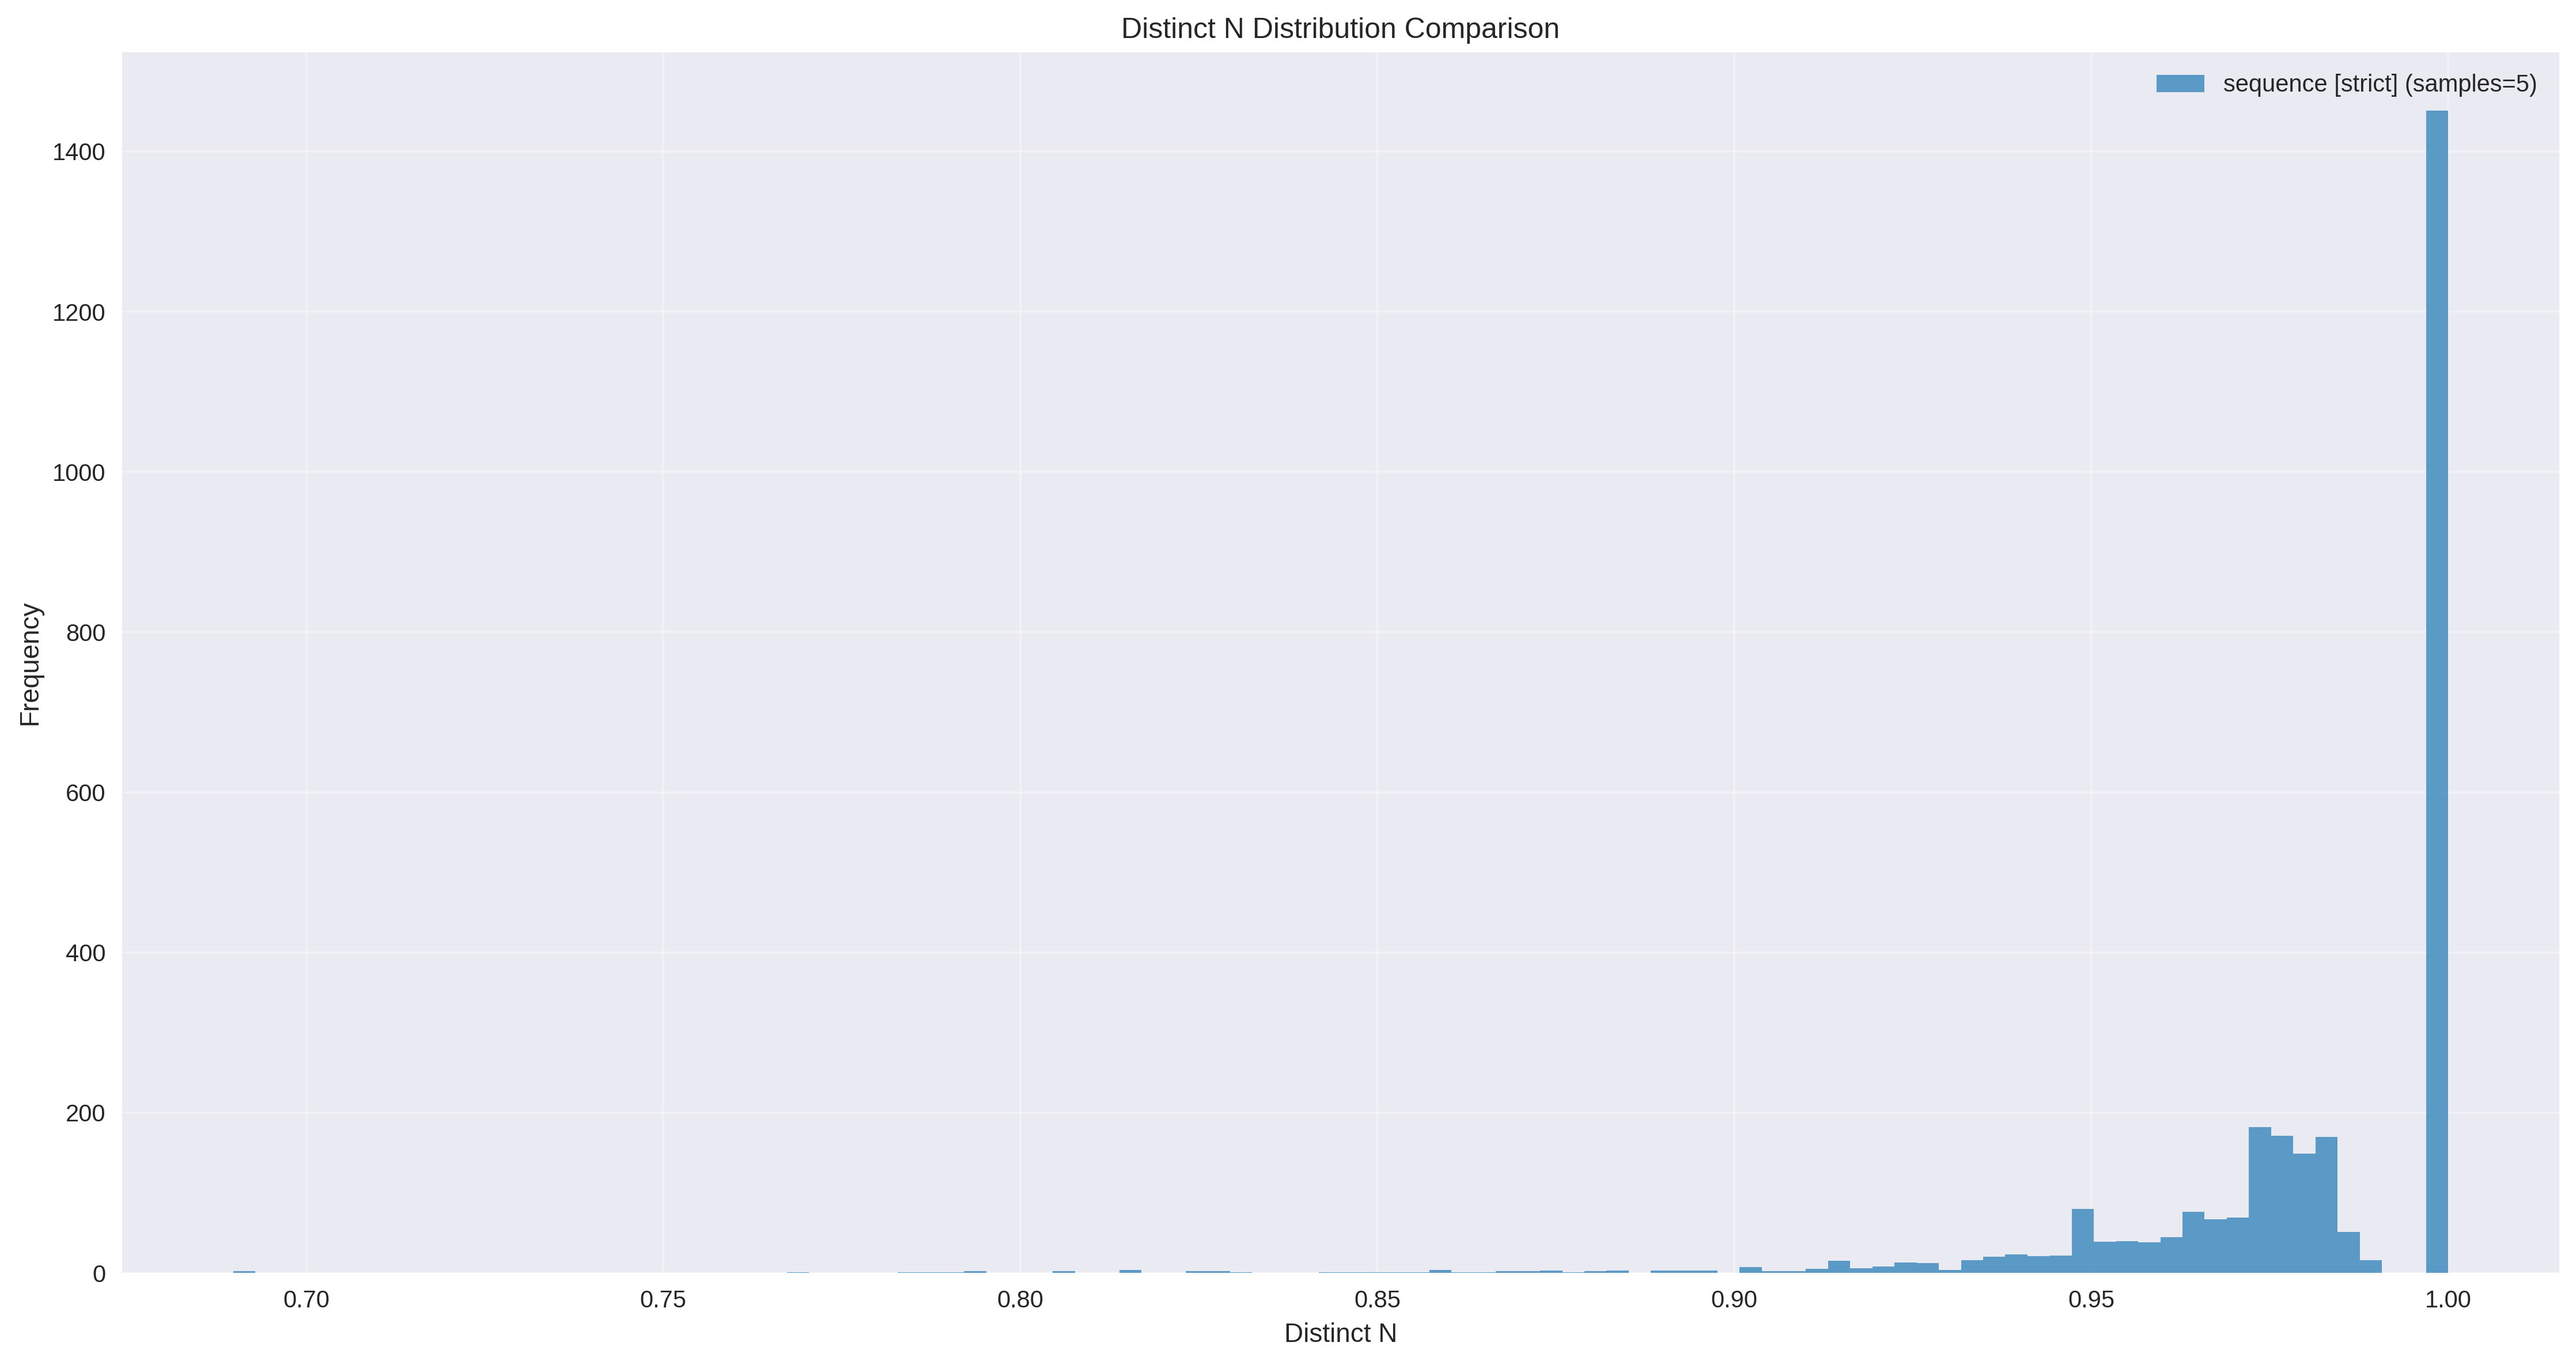 Distinct N Distribution Comparison
sequence [strict] (samples=5)
1400
1200
1000
800
600
400
200
0
Frequency
0.70 0.75 0.80 0.85 0.90 0.95 1.00
Distinct N